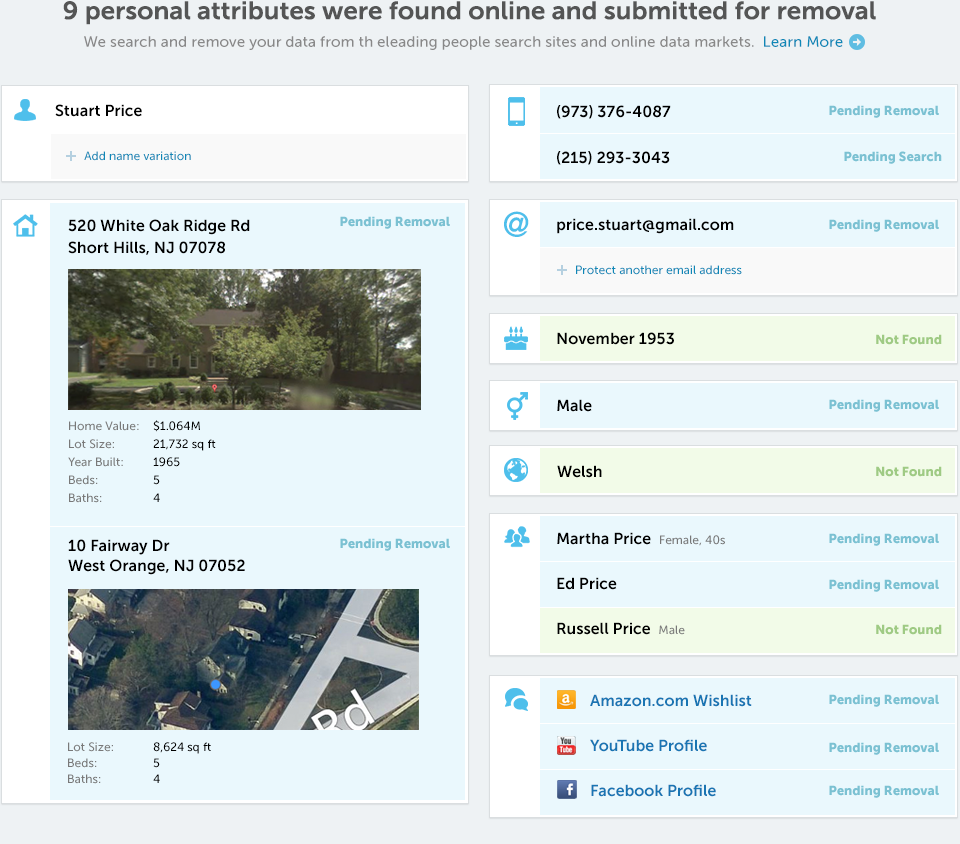 9 personal attributes were found online and submitted for removal
We search and remove your data from th eleading people search sites and online data markets. Learn More
Stuart Price
Add name variation
520 White Oak Ridge Rd
Short Hills, NJ 07078
Pending Removal
Home Value: $1.064M
Lot Size: 21,732 sq ft
Year Built: 1965
Beds: 5
Baths: 4
10 Fairway Dr
West Orange, NJ 07052
Pending Removal
Rd
Lot Size: 8,624 sq ft
Beds: 5
Baths: 4
(973) 376-4087 Pending Removal
(215) 293-3043 Pending Search
@ price.stuart@gmail.com Pending Removal
Protect another email address
November 1953 Not Found
Male Pending Removal
Welsh Not Found
Martha Price Female, 40s Pending Removal
Ed Price Pending Removal
Russell Price Male Not Found
a Amazon.com Wishlist Pending Removal
You Tube YouTube Profile Pending Removal
f Facebook Profile Pending Removal